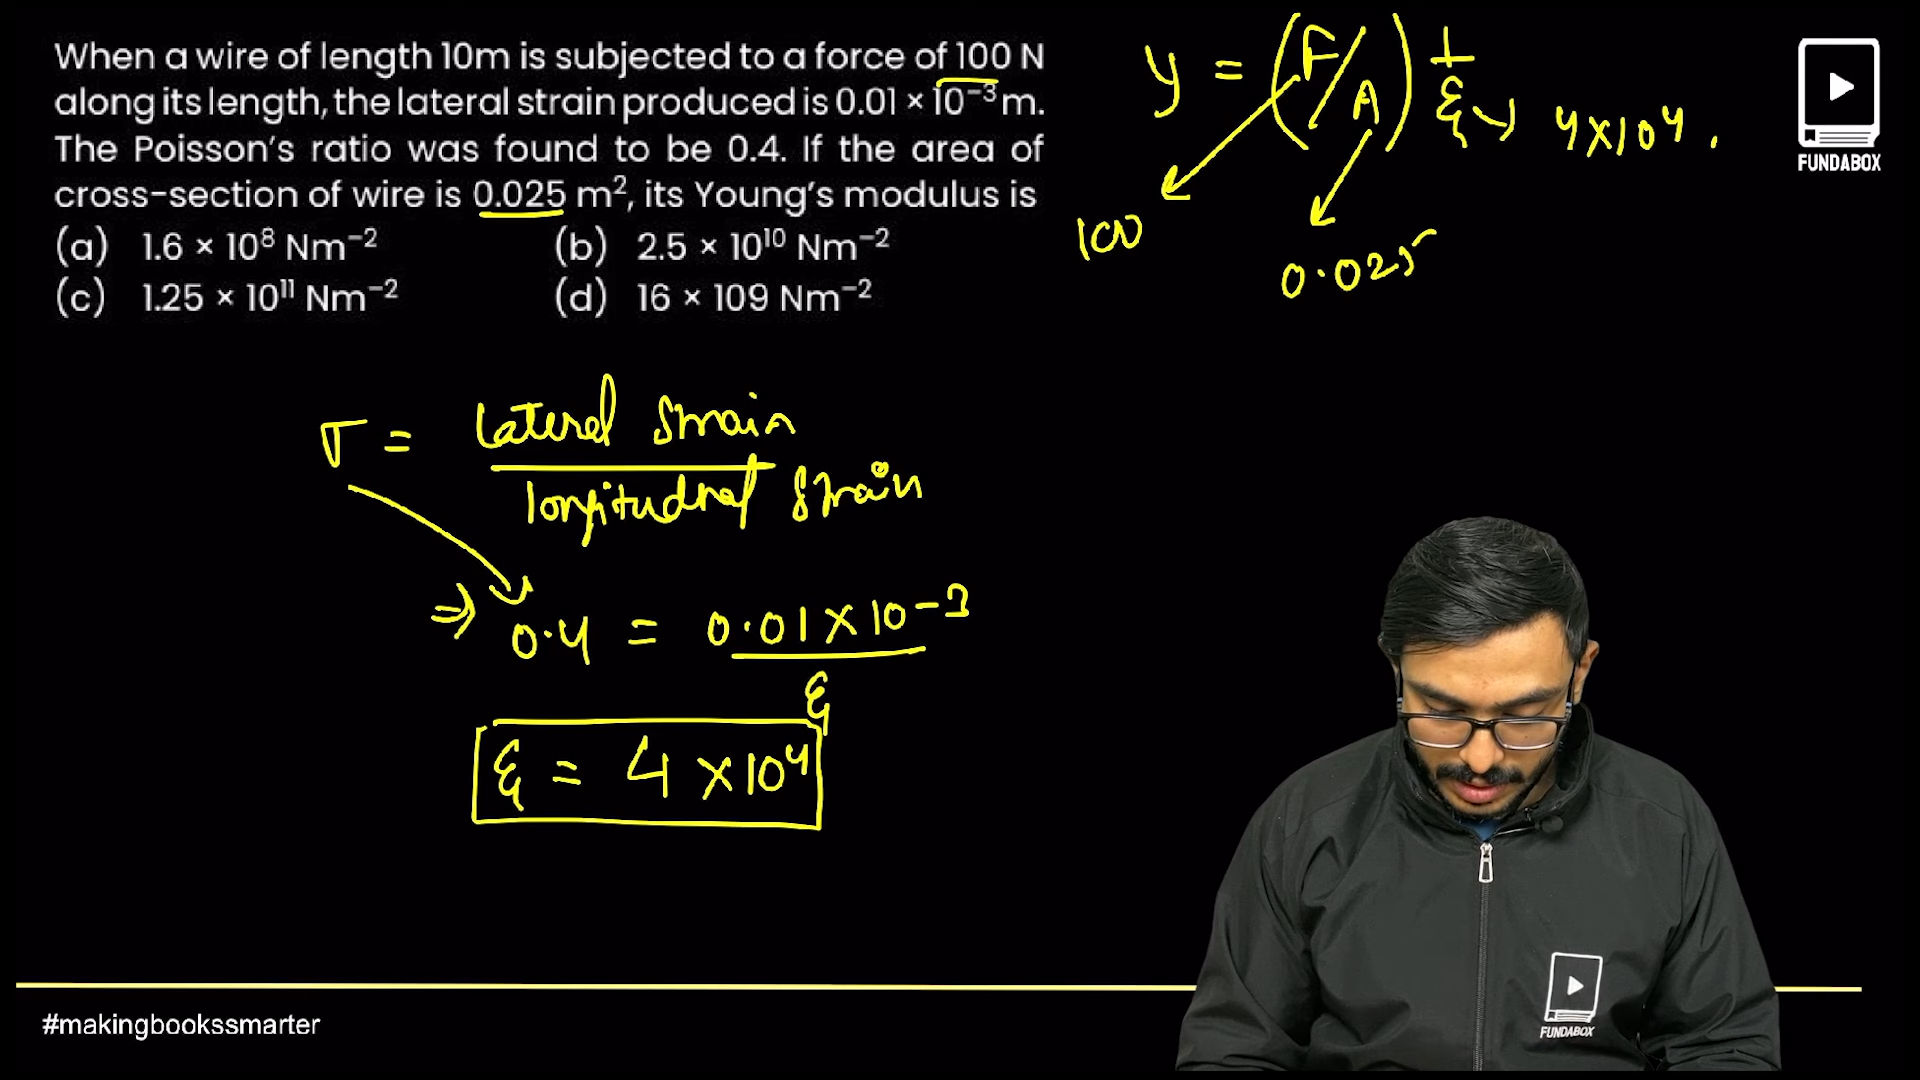 When a wire of length 10m is subjected to a force of 100 N
along its length, the lateral strain produced is 0.01 × 10⁻³ m.
The Poisson's ratio was found to be 0.4. If the area of
cross-section of wire is 0.025 m², its Young's modulus is
(a) 1.6 × 10⁸ Nm⁻² (b) 2.5 × 10¹⁰ Nm⁻²
(c) 1.25 × 10¹¹ Nm⁻² (d) 16 × 109 Nm⁻²
y = (F/A) 1/ξ → 4×10⁴.
100
0.025
FUNDABOX
σ = lateral strain
longitudnal strain
⇒ 0.4 = 0.01 × 10⁻³
ξ
ξ = 4 × 10⁴
FUNDABOX
#makingbookssmarter